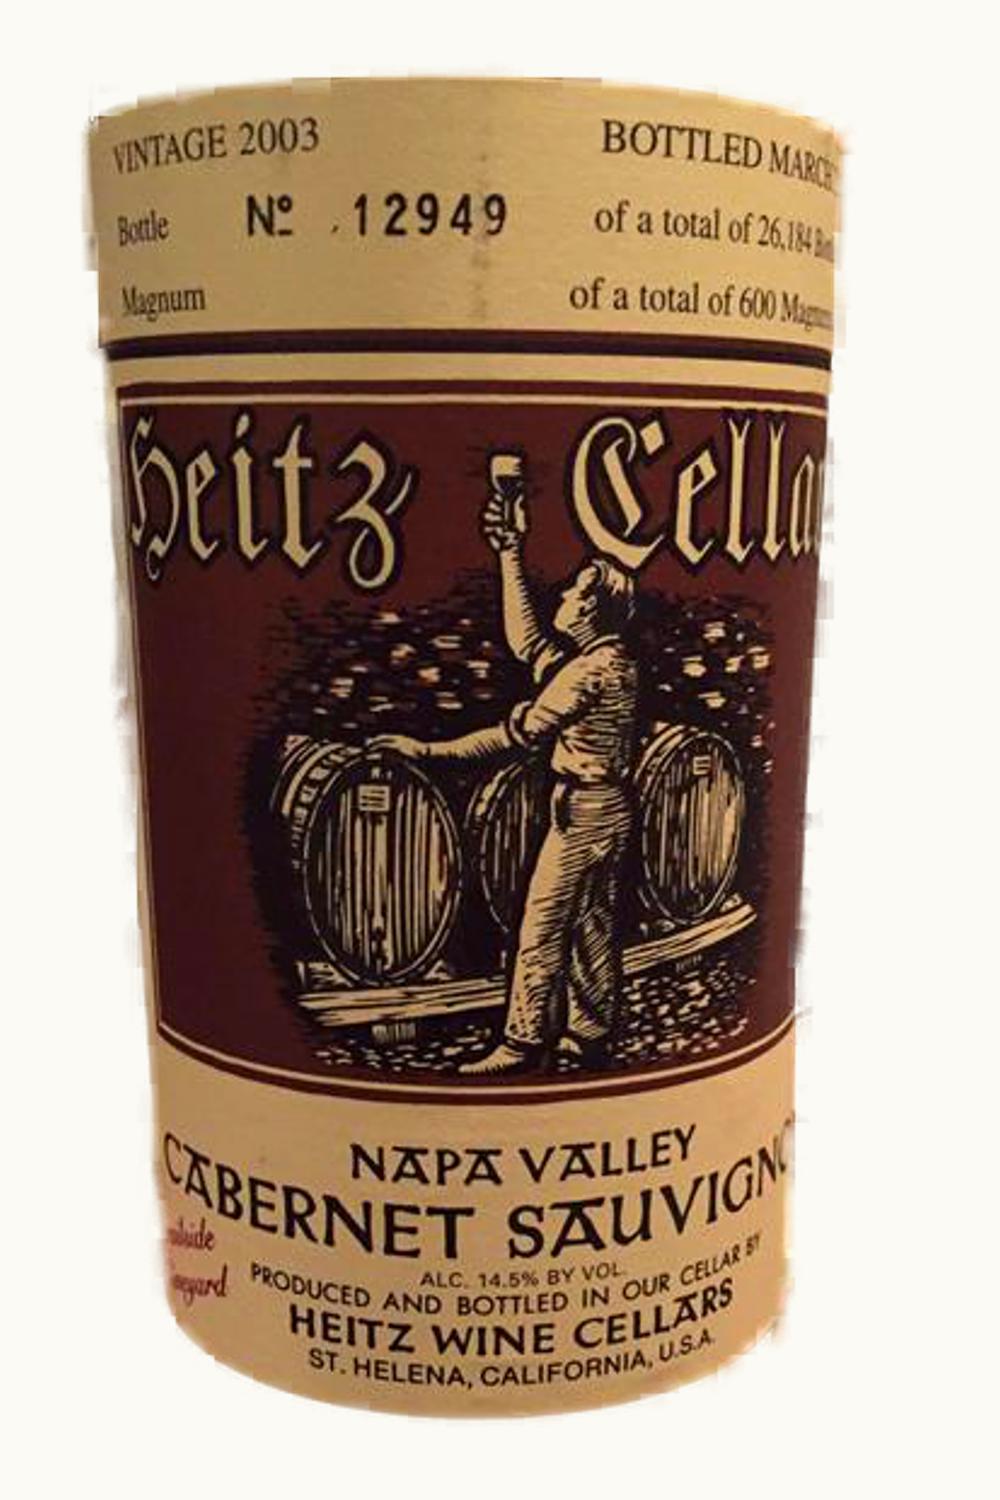 VINTAGE 2003 BOTTLED MARCH
Bottle Nº 12949 of a total of 26,184
Magnum of a total of 600
Heitz Cellar
NAPA VALLEY
CABERNET SAUVIGNO
ALC. 14.5% BY VOL.
PRODUCED AND BOTTLED IN OUR CELLAR BY
HEITZ WINE CELLARS
ST. HELENA, CALIFORNIA, U.S.A.